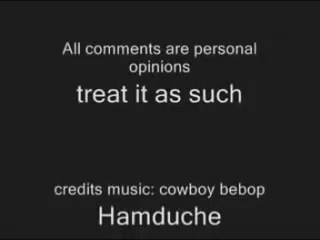 All comments are personal
opinions
treat it as such
credits music: cowboy bebop
Hamduche